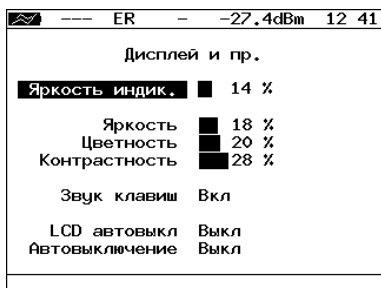 --- ER - -27.4dBm 12 41
Дисплей и пр.
Яркость индик. 14 %
Яркость 18 %
Цветность 20 %
Контрастность 28 %
Звук клавиш Вкл
LCD автовыкл Выкл
Автовыключение Выкл